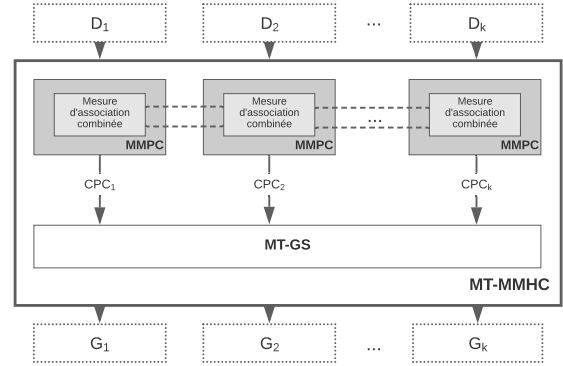 D1 D2 ... Dk
Mesure Mesure Mesure
d'association d'association d'association
combinée combinée ... combinée
MMPC MMPC MMPC
CPC1 CPC2 CPCk
MT-GS
MT-MMHC
G1 G2 ... Gk